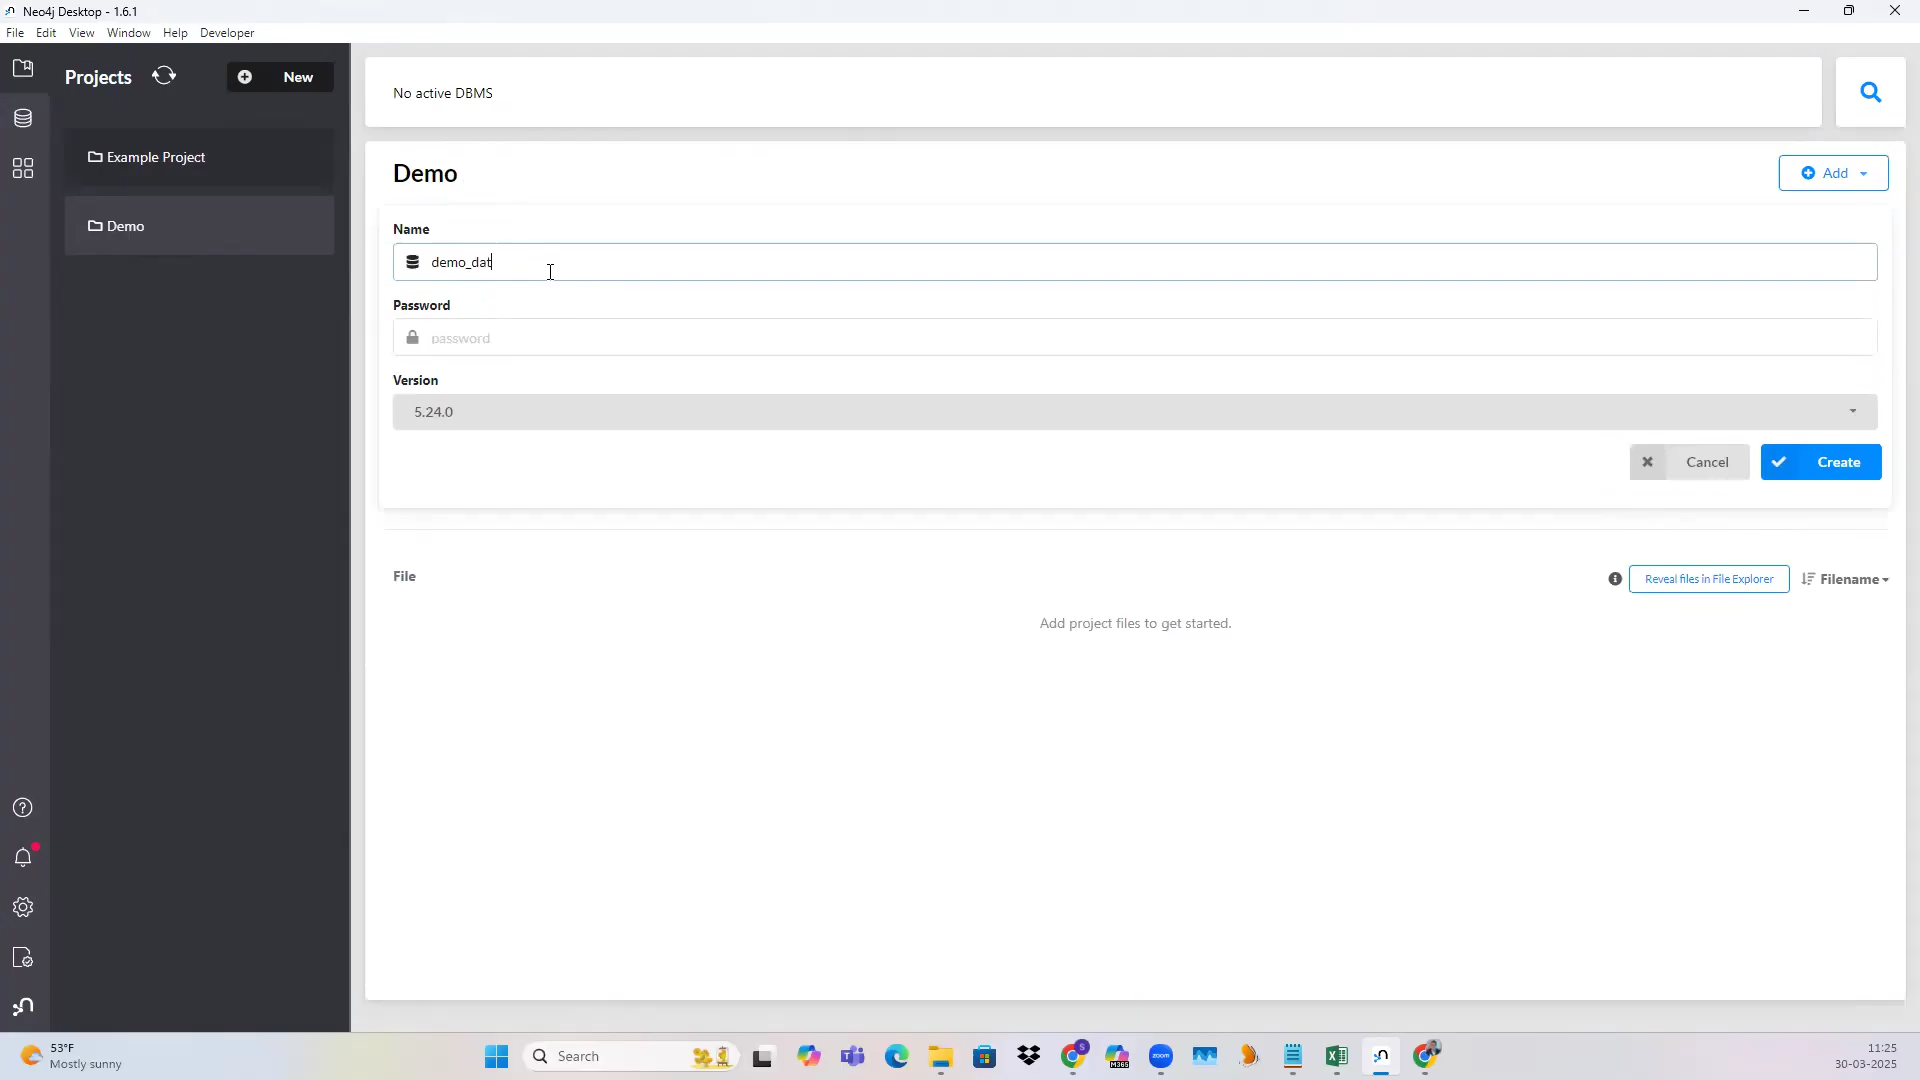 Neo4j Desktop - 1.6.1
File Edit View Window Help Developer
Projects
New
Example Project
Demo
No active DBMS
Demo
Add
Name
demo_dat
Password
password
Version
5.24.0
Cancel
Create
File
Reveal files in File Explorer
Filename
Add project files to get started.
53°F
Mostly sunny
Search
11:25
30-03-2025
M365
zoom
S